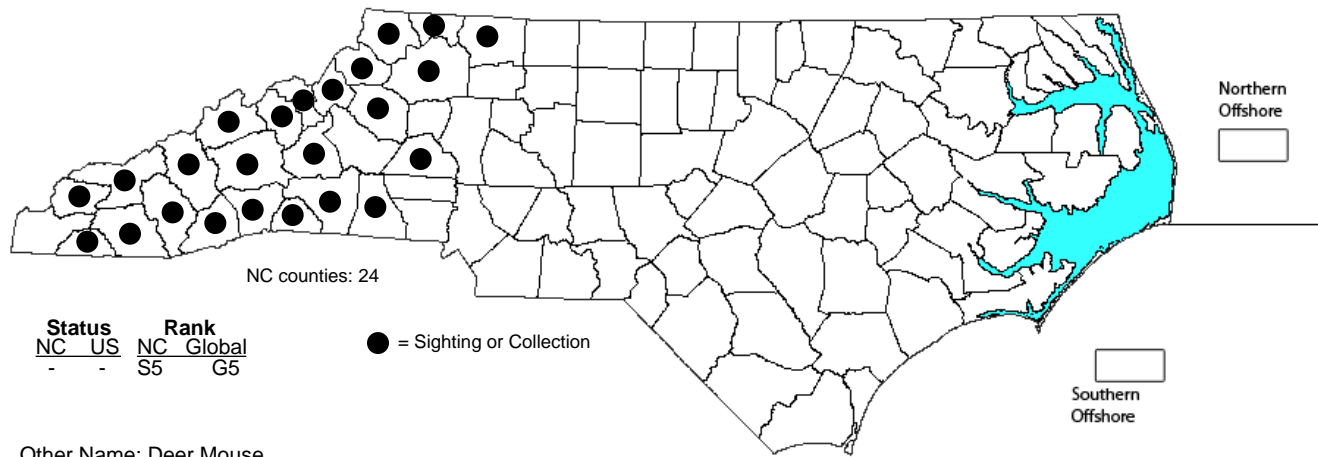 Northern
Offshore
NC counties: 24
Status Rank
NC US NC Global
- - S5 G5
= Sighting or Collection
Southern
Offshore
Other Name: Deer Mouse